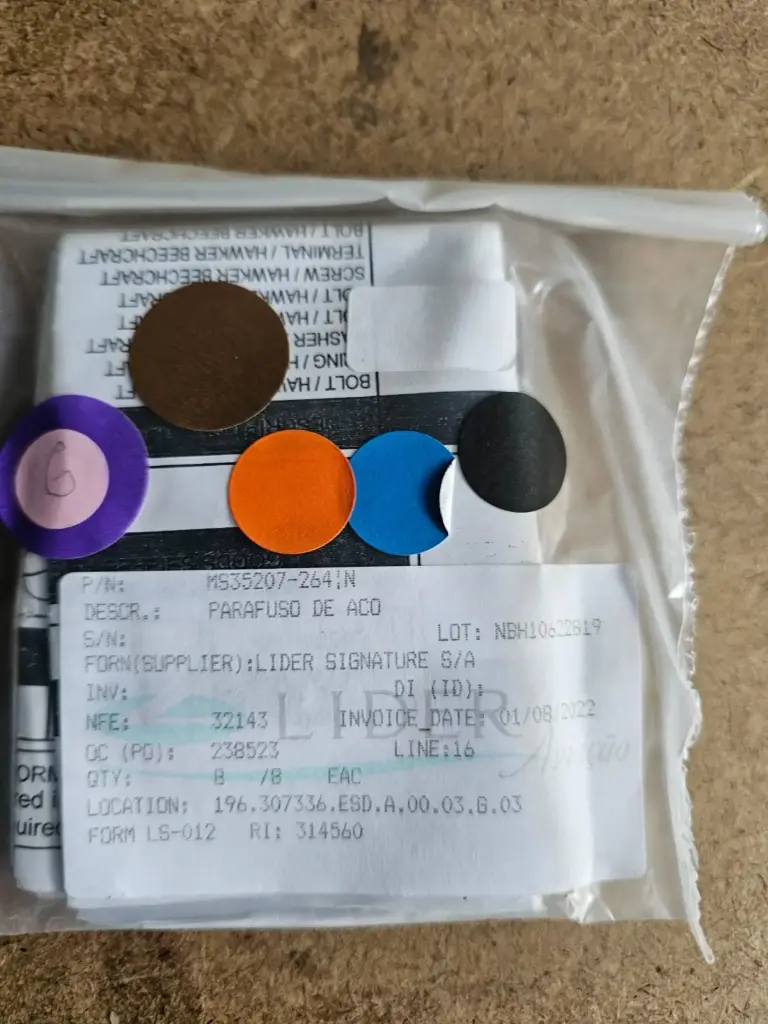 BOLT / HAWKER BEECHCRAFT
TERMINAL / HAWKER BEECHCRAFT
SCREW / HAWKER BEECHCRAFT
BOLT / HAW
P/N: MS35207-264|N
DESCR.: PARAFUSO DE ACO
S/N: LOT: NBH10622819
FORN(SUPPLIER):LIDER SIGNATURE S/A
INV: DI (ID):
LIDER
NFE: 32143 INVOICE_DATE: 01/08/2022
Aviação
OC (PO): 238523 LINE:16
QTY: 8 /8 EAC
LOCATION: 196.307336.ESD.A.00.03.G.03
FORM LS-012 RI: 314560